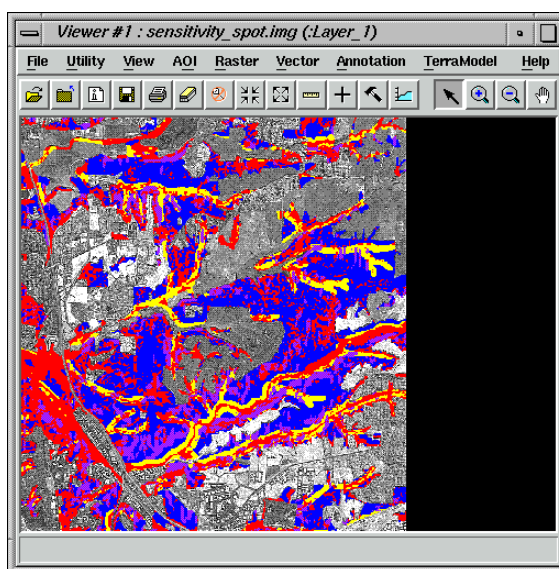 Viewer #1 : sensitivity_spot.img (:Layer_1)
File Utility View AOI Raster Vector Annotation TerraModel Help